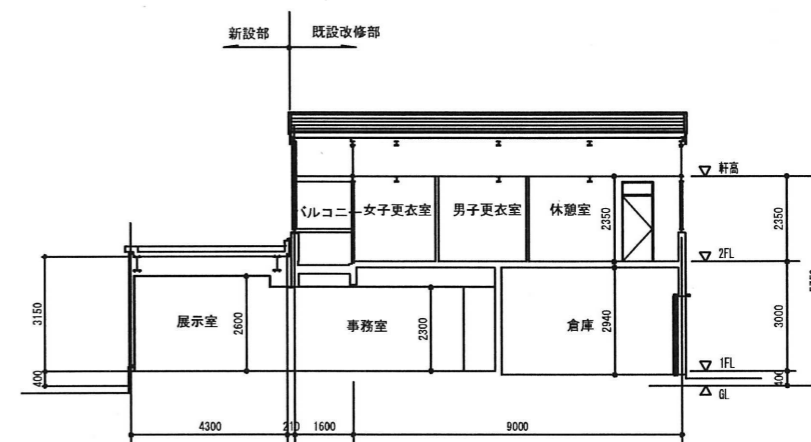 新設部
既設改修部
軒高
バルコニー
女子更衣室
男子更衣室
休憩室
2350
2350
2FL
3150
展示室
2600
事務室
2300
倉庫
2940
3000
1FL
400
400
GL
4300
210
1600
9000